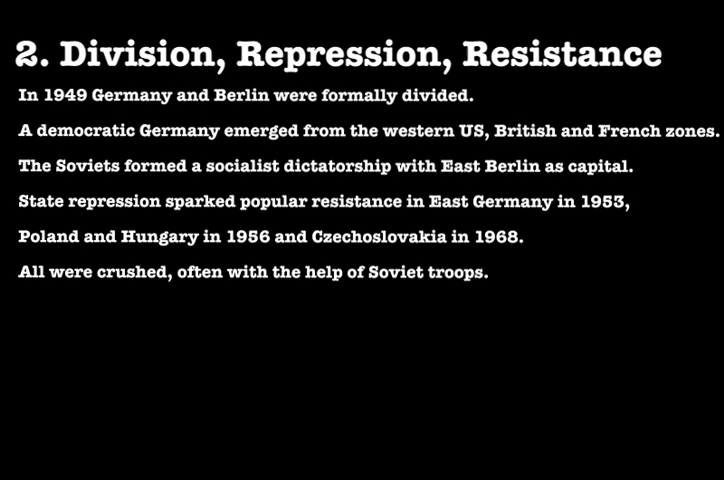 2. Division, Repression, Resistance
In 1949 Germany and Berlin were formally divided.
A democratic Germany emerged from the western US, British and French zones.
The Soviets formed a socialist dictatorship with East Berlin as capital.
State repression sparked popular resistance in East Germany in 1953,
Poland and Hungary in 1956 and Czechoslovakia in 1968.
All were crushed, often with the help of Soviet troops.